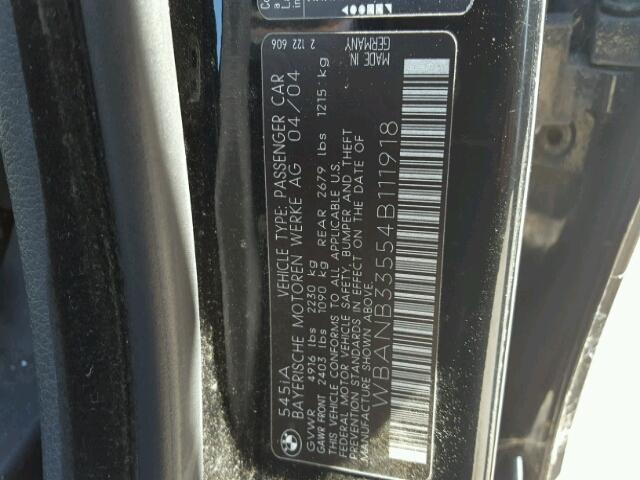 545iA VEHICLE TYPE: PASSENGER CAR 2 122 606
BAYERISCHE MOTOREN WERKE AG 04/04
GVWR 4916 lbs 2230 kg
GAWR FRONT 2403 lbs 1090 kg REAR 2679 lbs 1215 kg
THIS VEHICLE CONFORMS TO ALL APPLICABLE U.S.
FEDERAL MOTOR VEHICLE SAFETY, BUMPER AND THEFT
PREVENTION STANDARDS IN EFFECT ON THE DATE OF
MANUFACTURE SHOWN ABOVE.
MADE IN
GERMANY
WBANB33554B111918